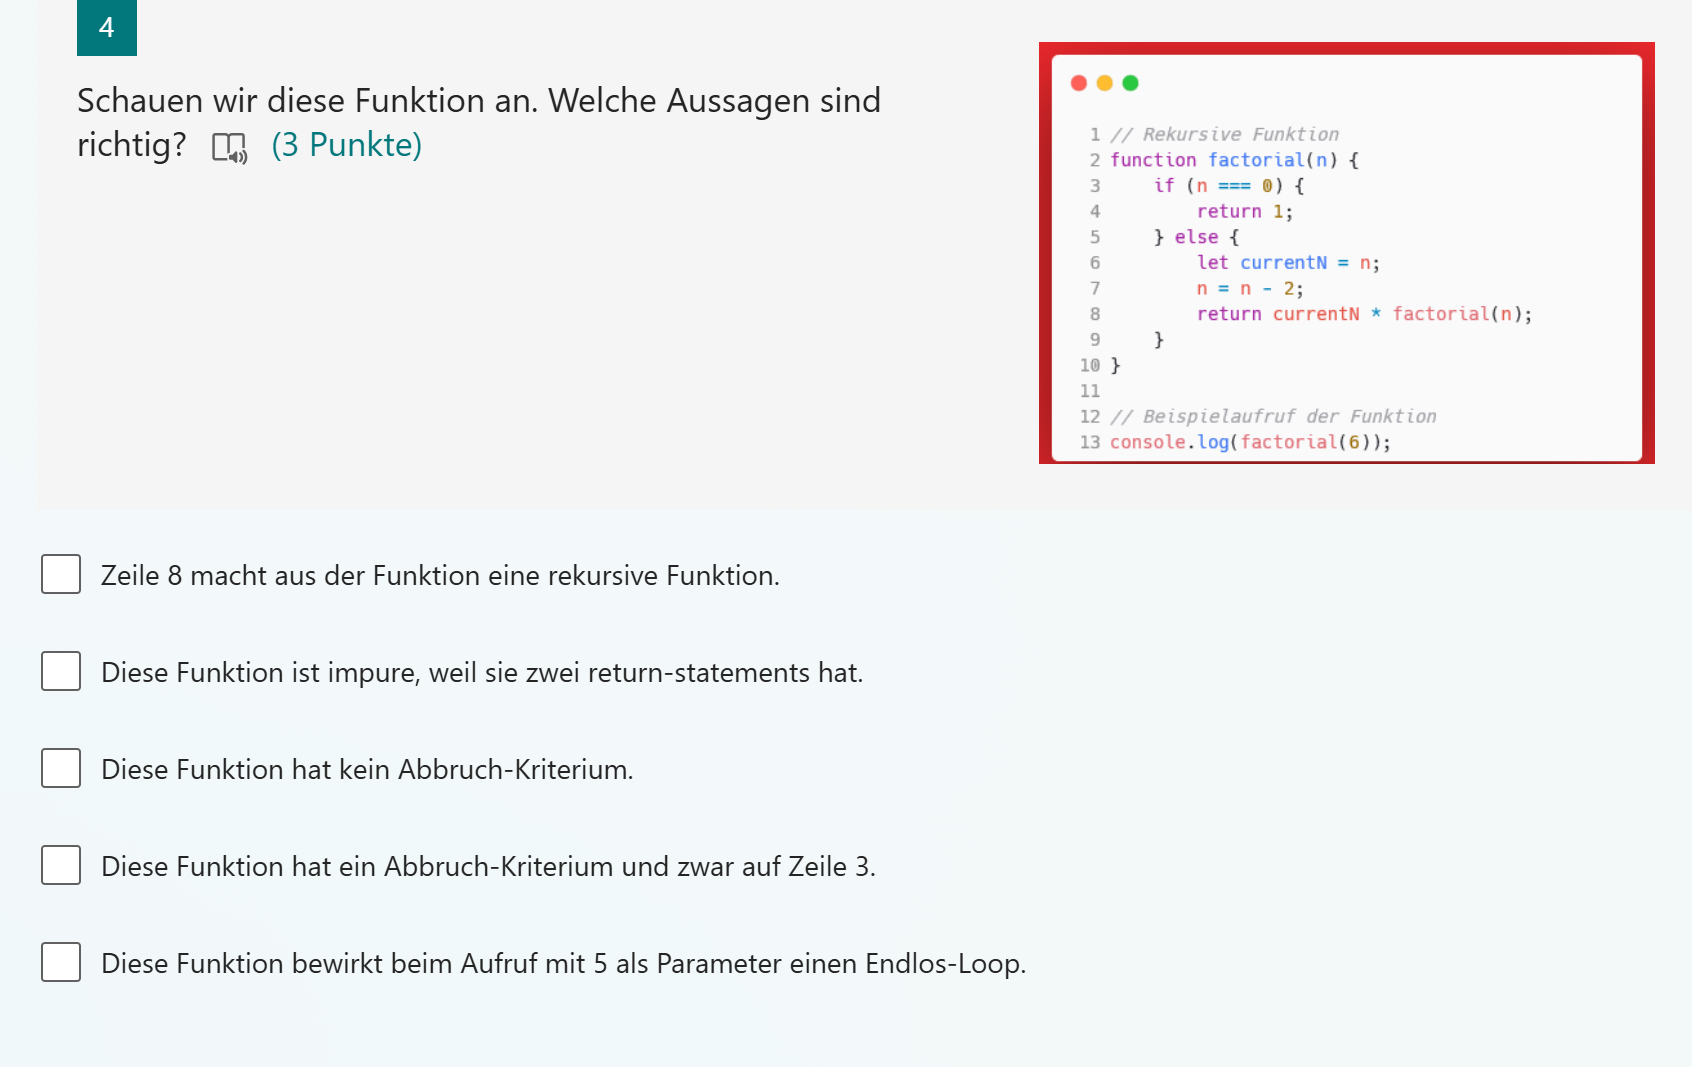 4
Schauen wir diese Funktion an. Welche Aussagen sind
richtig? (3 Punkte)
1 // Rekursive Funktion
2 function factorial(n) {
3     if (n === 0) {
4         return 1;
5     } else {
6         let currentN = n;
7         n = n - 2;
8         return currentN * factorial(n);
9     }
10 }
11
12 // Beispielaufruf der Funktion
13 console.log(factorial(6));
Zeile 8 macht aus der Funktion eine rekursive Funktion.
Diese Funktion ist impure, weil sie zwei return-statements hat.
Diese Funktion hat kein Abbruch-Kriterium.
Diese Funktion hat ein Abbruch-Kriterium und zwar auf Zeile 3.
Diese Funktion bewirkt beim Aufruf mit 5 als Parameter einen Endlos-Loop.